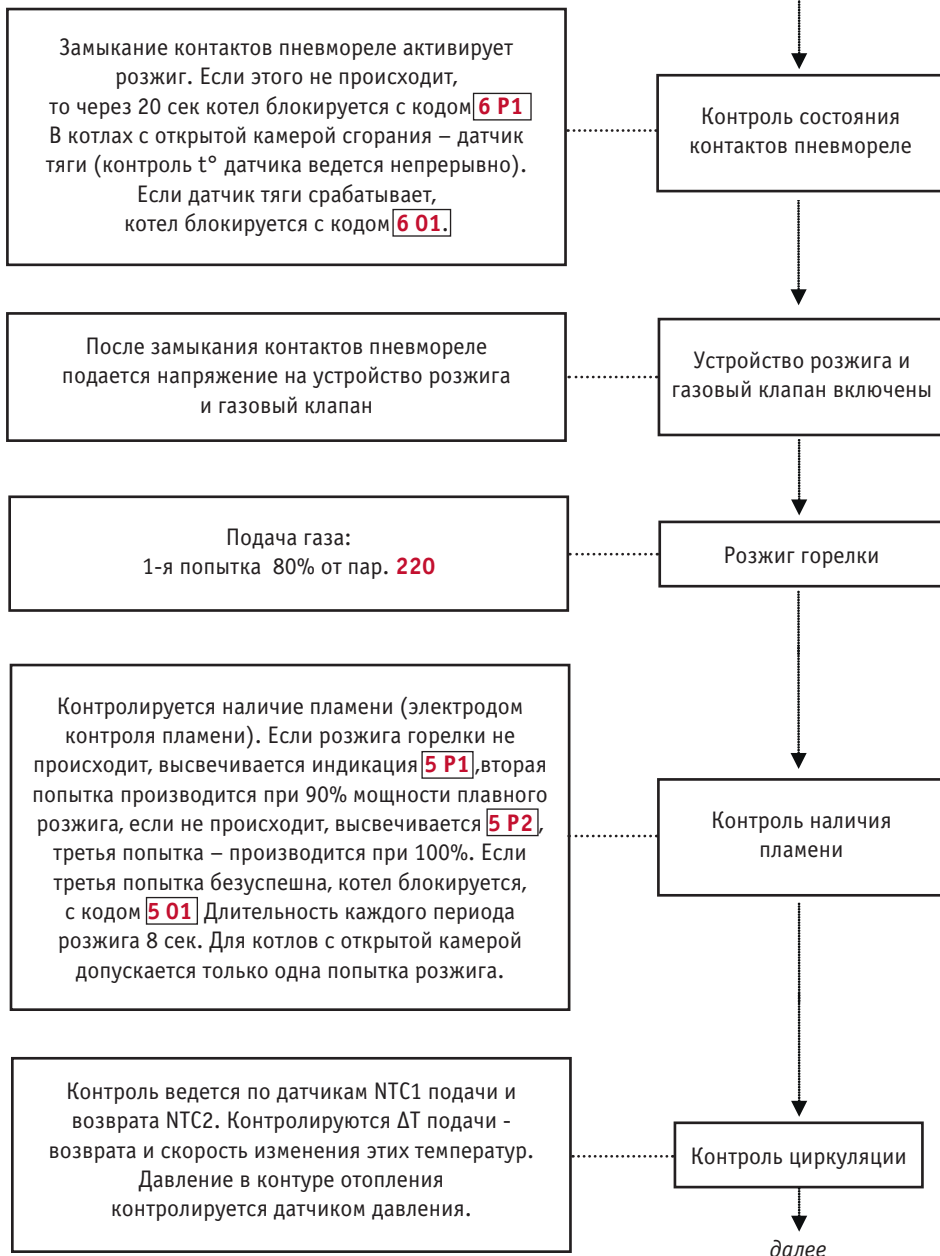 Замыкание контактов пневмореле активирует
розжиг. Если этого не происходит,
то через 20 сек котел блокируется с кодом 6 P1
В котлах с открытой камерой сгорания – датчик
тяги (контроль t° датчика ведется непрерывно).
Если датчик тяги срабатывает,
котел блокируется с кодом 6 01.
Контроль состояния
контактов пневмореле
После замыкания контактов пневмореле
подается напряжение на устройство розжига
и газовый клапан
Устройство розжига и
газовый клапан включены
Подача газа:
1-я попытка 80% от пар. 220
Розжиг горелки
Контролируется наличие пламени (электродом
контроля пламени). Если розжига горелки не
происходит, высвечивается индикация 5 P1 ,вторая
попытка производится при 90% мощности плавного
розжига, если не происходит, высвечивается 5 P2 ,
третья попытка – производится при 100%. Если
третья попытка безуспешна, котел блокируется,
с кодом 5 01 Длительность каждого периода
розжига 8 сек. Для котлов с открытой камерой
допускается только одна попытка розжига.
Контроль наличия
пламени
Контроль ведется по датчикам NTC1 подачи и
возврата NTC2. Контролируются ΔT подачи -
возврата и скорость изменения этих температур.
Давление в контуре отопления
контролируется датчиком давления.
Контроль циркуляции
далее